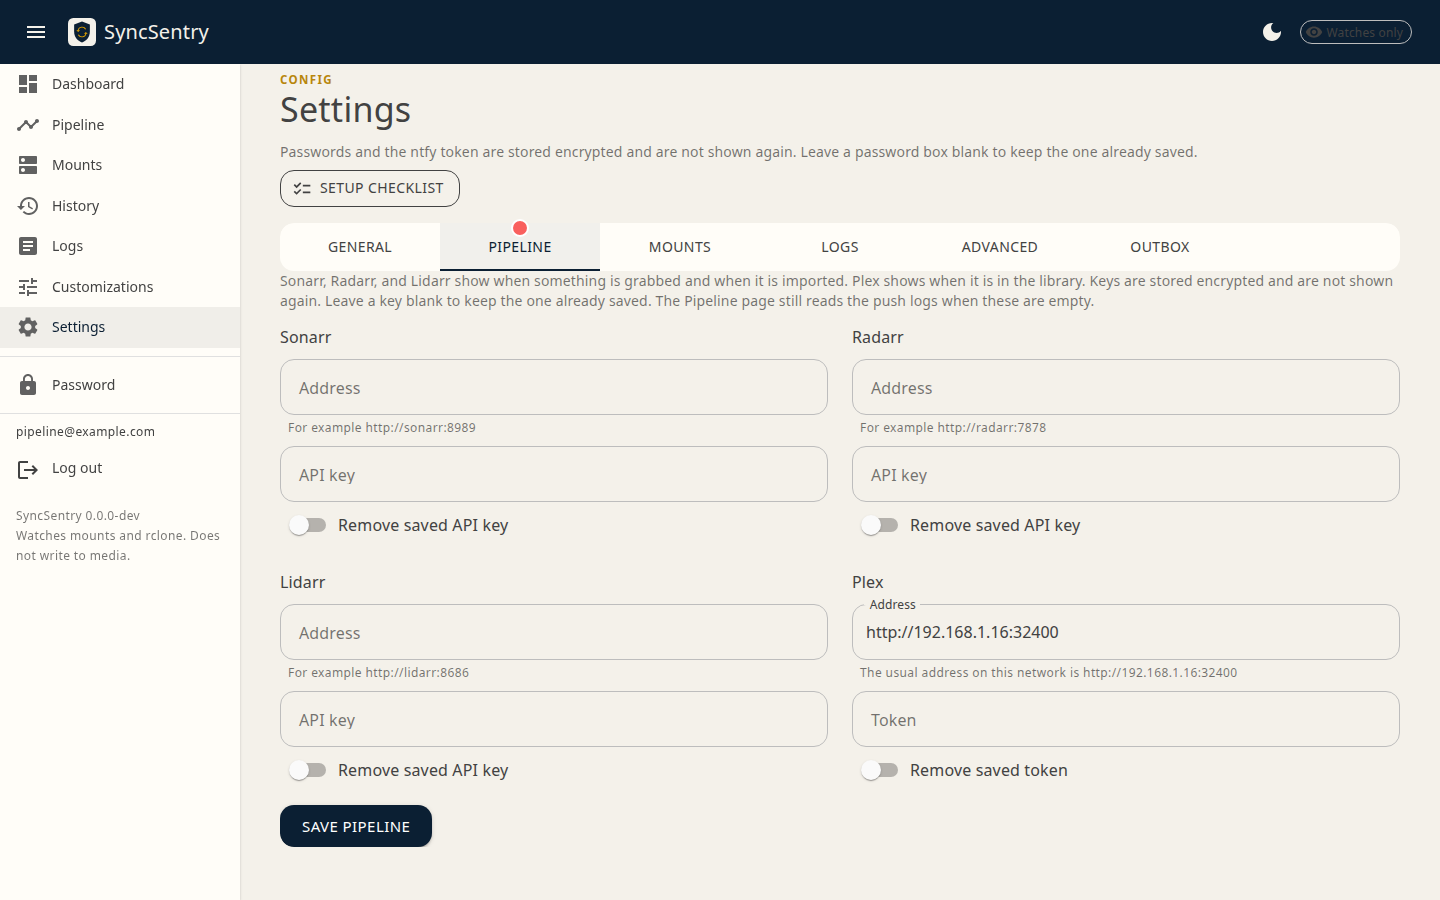 SyncSentry
Watches only
Dashboard
Pipeline
Mounts
History
Logs
Customizations
Settings
Password
pipeline@example.com
Log out
SyncSentry 0.0.0-dev
Watches mounts and rclone. Does
not write to media.
CONFIG
Settings
Passwords and the ntfy token are stored encrypted and are not shown again. Leave a password box blank to keep the one already saved.
SETUP CHECKLIST
GENERAL
PIPELINE
MOUNTS
LOGS
ADVANCED
OUTBOX
Sonarr, Radarr, and Lidarr show when something is grabbed and when it is imported. Plex shows when it is in the library. Keys are stored encrypted and are not shown
again. Leave a key blank to keep the one already saved. The Pipeline page still reads the push logs when these are empty.
Sonarr
Address
For example http://sonarr:8989
API key
Remove saved API key
Radarr
Address
For example http://radarr:7878
API key
Remove saved API key
Lidarr
Address
For example http://lidarr:8686
API key
Remove saved API key
Plex
Address
http://192.168.1.16:32400
The usual address on this network is http://192.168.1.16:32400
Token
Remove saved token
SAVE PIPELINE